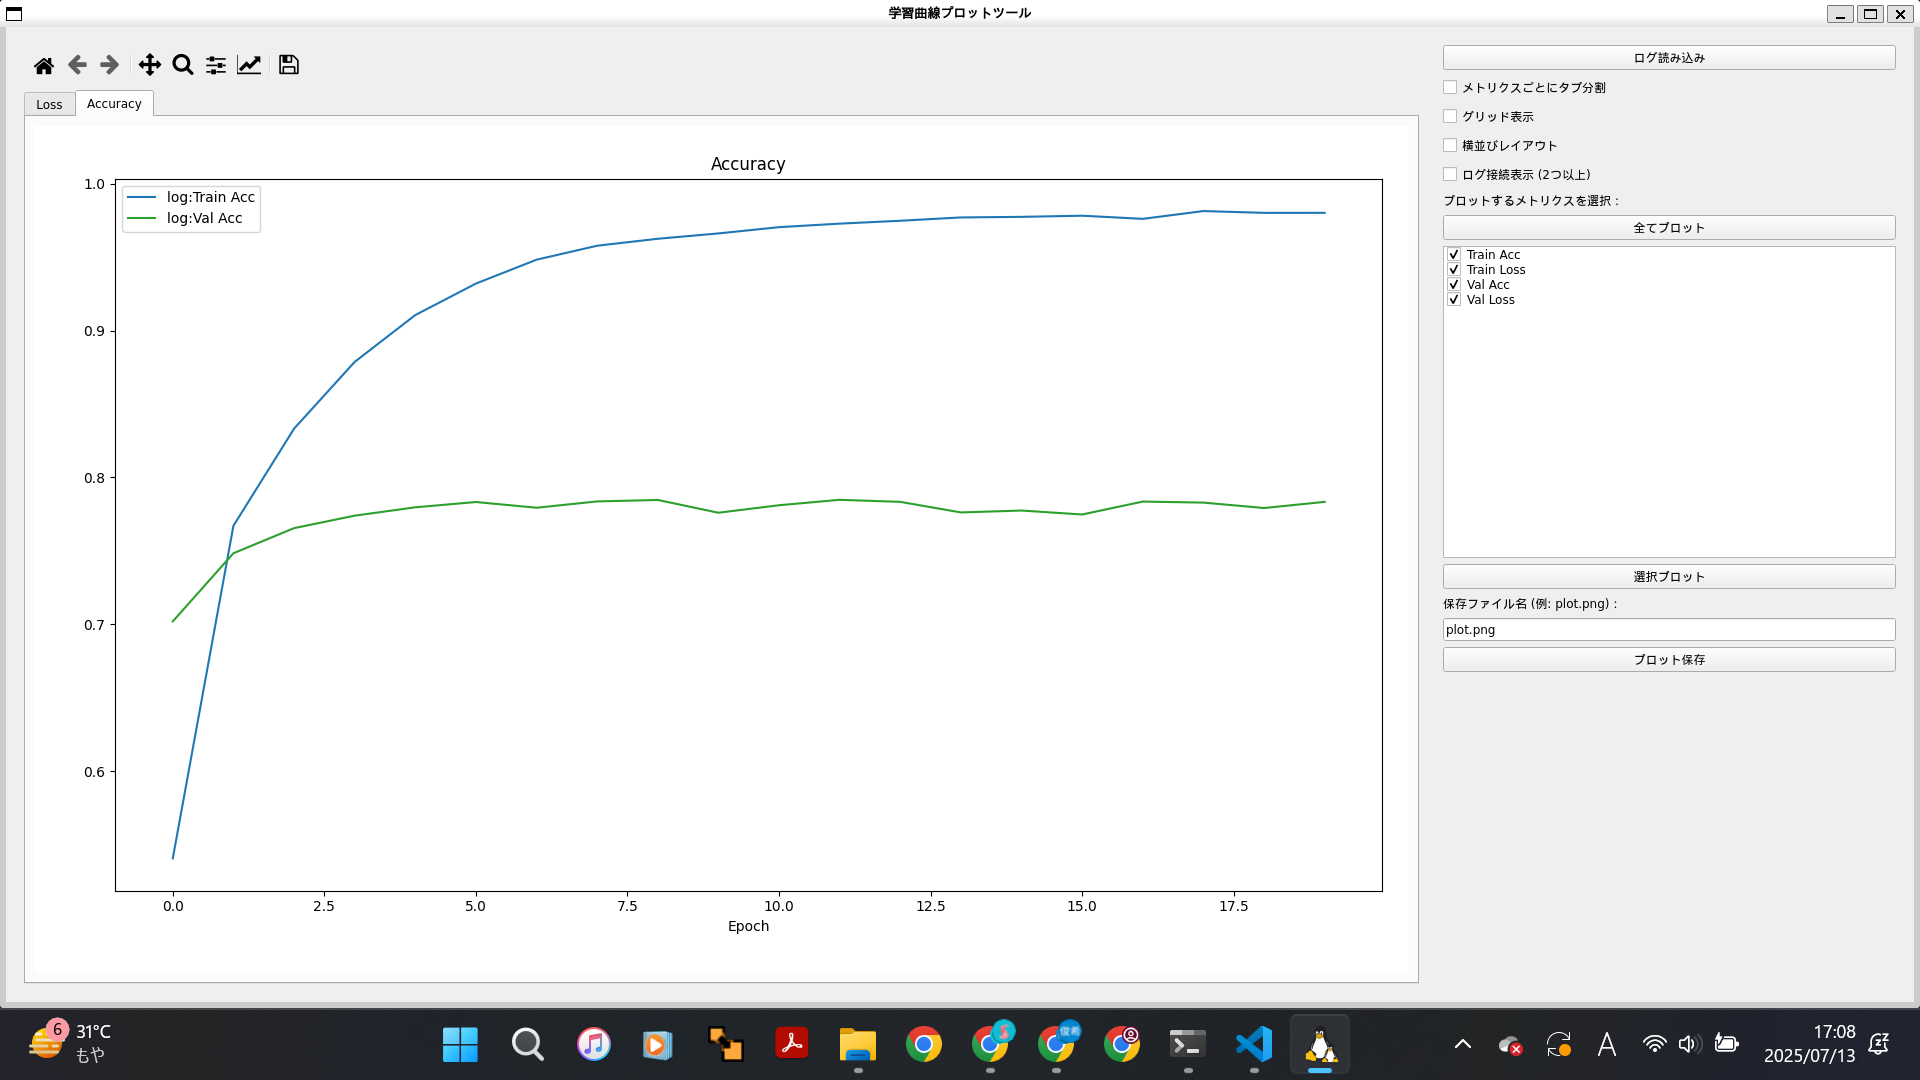 学習曲線プロットツール
Loss
Accuracy
Accuracy
log:Train Acc
log:Val Acc
1.0
0.9
0.8
0.7
0.6
0.0
2.5
5.0
7.5
10.0
12.5
15.0
17.5
Epoch
ログ読み込み
メトリクスごとにタブ分割
グリッド表示
横並びレイアウト
ログ接続表示 (2つ以上)
プロットするメトリクスを選択：
全てプロット
Train Acc
Train Loss
Val Acc
Val Loss
選択プロット
保存ファイル名 (例: plot.png)：
plot.png
プロット保存
6
31°C
もや
俊希
A
17:08
2025/07/13